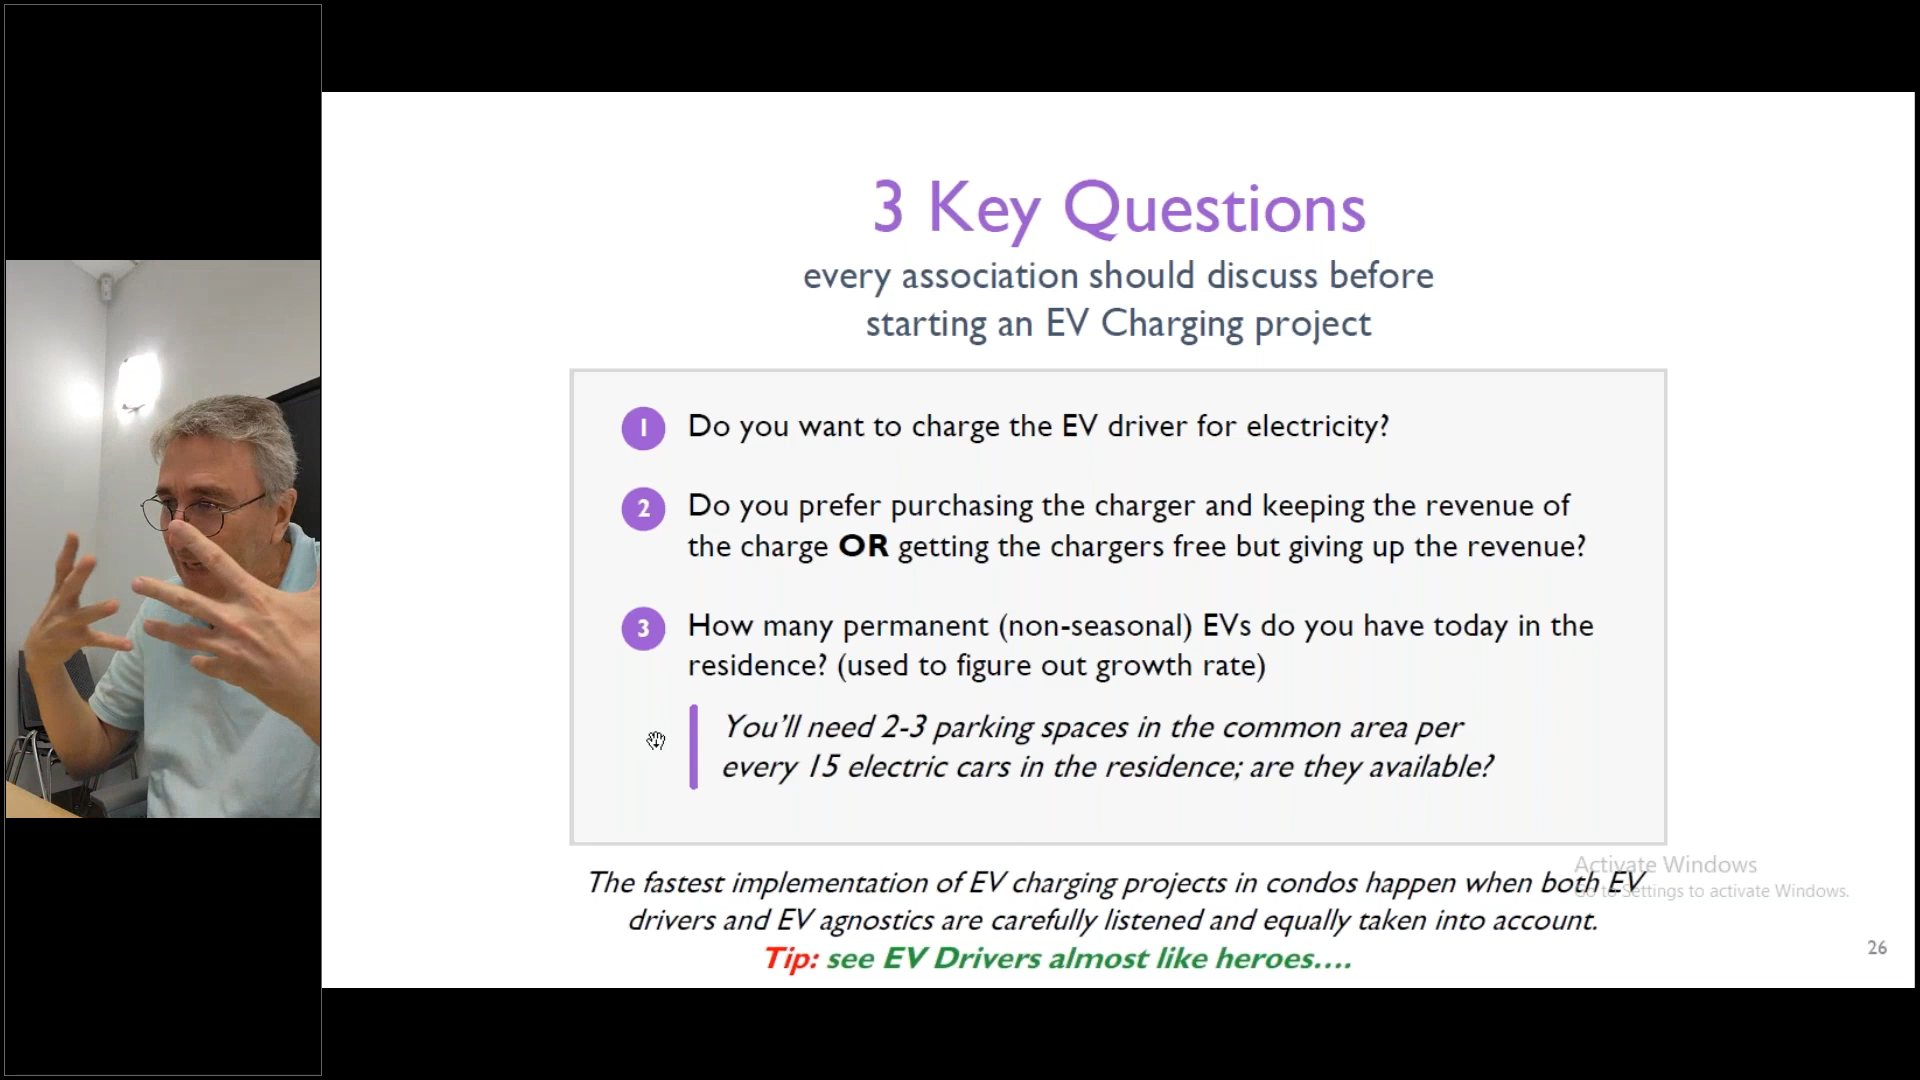 3 Key Questions
every association should discuss before
starting an EV Charging project
1 Do you want to charge the EV driver for electricity?
2 Do you prefer purchasing the charger and keeping the revenue of
the charge OR getting the chargers free but giving up the revenue?
3 How many permanent (non-seasonal) EVs do you have today in the
residence? (used to figure out growth rate)
You'll need 2-3 parking spaces in the common area per
every 15 electric cars in the residence; are they available?
The fastest implementation of EV charging projects in condos happen when both EV
drivers and EV agnostics are carefully listened and equally taken into account.
Tip: see EV Drivers almost like heroes....
Activate Windows
Go to Settings to activate Windows.
26